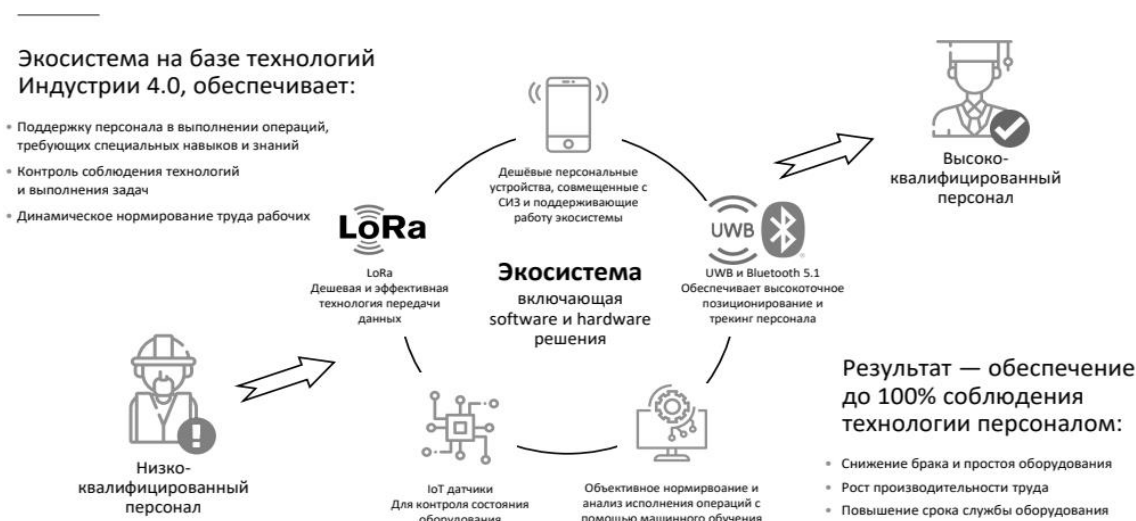 Экосистема на базе технологий
Индустрии 4.0, обеспечивает:
Поддержку персонала в выполнении операций,
требующих специальных навыков и знаний
Контроль соблюдения технологий
и выполнения задач
Динамическое нормирование труда рабочих
Дешёвые персональные
устройства, совмещенные с
СИЗ и поддерживающие
работу экосистемы
Высоко-
квалифицированный
персонал
LoRa
LoRa
Дешевая и эффективная
технология передачи
данных
Экосистема
включающая
software и hardware
решения
UWB
UWB и Bluetooth 5.1
Обеспечивает высокоточное
позиционирование и
трекинг персонала
Низко-
квалифицированный
персонал
IoT датчики
Для контроля состояния
оборудования
Объективное нормирвоание и
анализ исполнения операций с
помощью машинного обучения
Результат — обеспечение
до 100% соблюдения
технологии персоналом:
Снижение брака и простоя оборудования
Рост производительности труда
Повышение срока службы оборудования